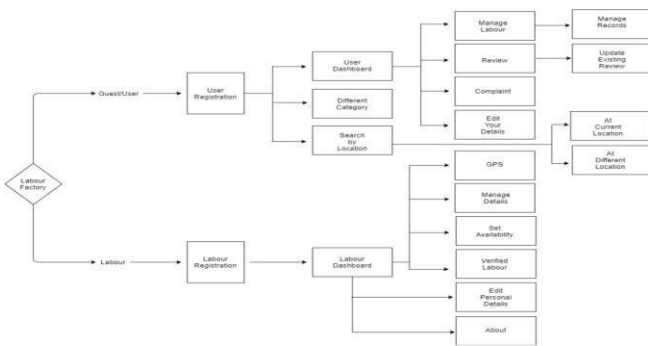 Manage
Labour
Manage
Records
User
Dashboard
Review
Update
Existing
Review
Guest/User
User
Registration
Different
Category
Complaint
Search
by
Location
Edit
Your
Details
At
Current
Location
At
Different
Location
Labour
Factory
GPS
Manage
Details
Set
Availability
Labour
Labour
Registration
Labour
Dashboard
Verified
Labour
Edit
Personal
Details
About